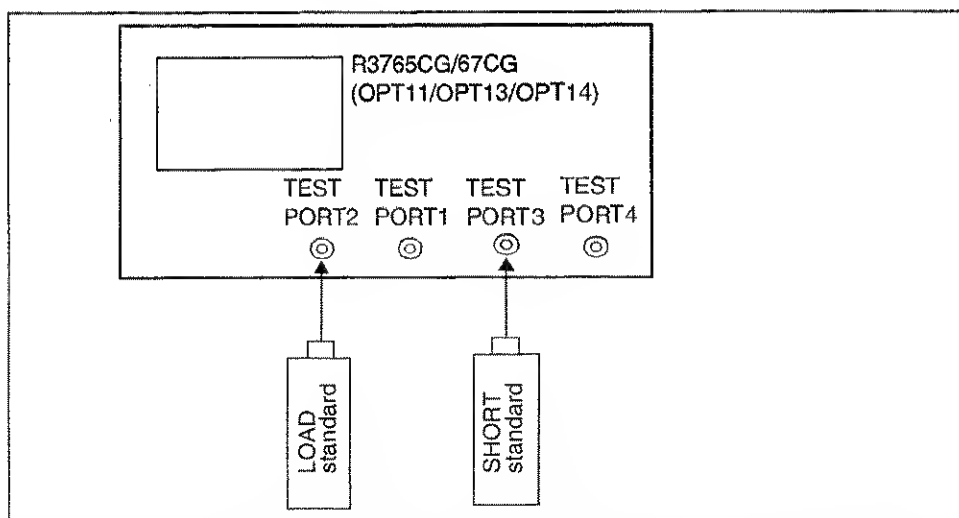 R3765CG/67CG
(OPT11/OPT13/OPT14)
TEST PORT2
TEST PORT1
TEST PORT3
TEST PORT4
LOAD
standard
SHORT
standard